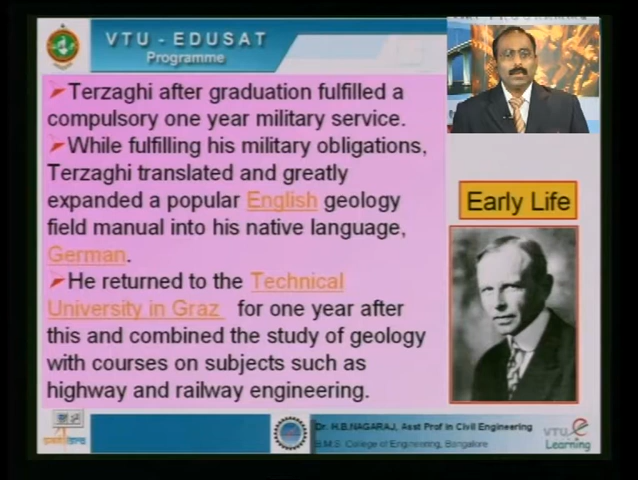 VTU - EDUSAT
Programme
Terzaghi after graduation fulfilled a
compulsory one year military service.
While fulfilling his military obligations,
Terzaghi translated and greatly
expanded a popular English geology
field manual into his native language,
German.
He returned to the Technical
University in Graz for one year after
this and combined the study of geology
with courses on subjects such as
highway and railway engineering.
Early Life
Dr. H.B.NAGARAJ, Asst Prof in Civil Engineering
B.M.S. College of Engineering, Bangalore
VTU e
Learning